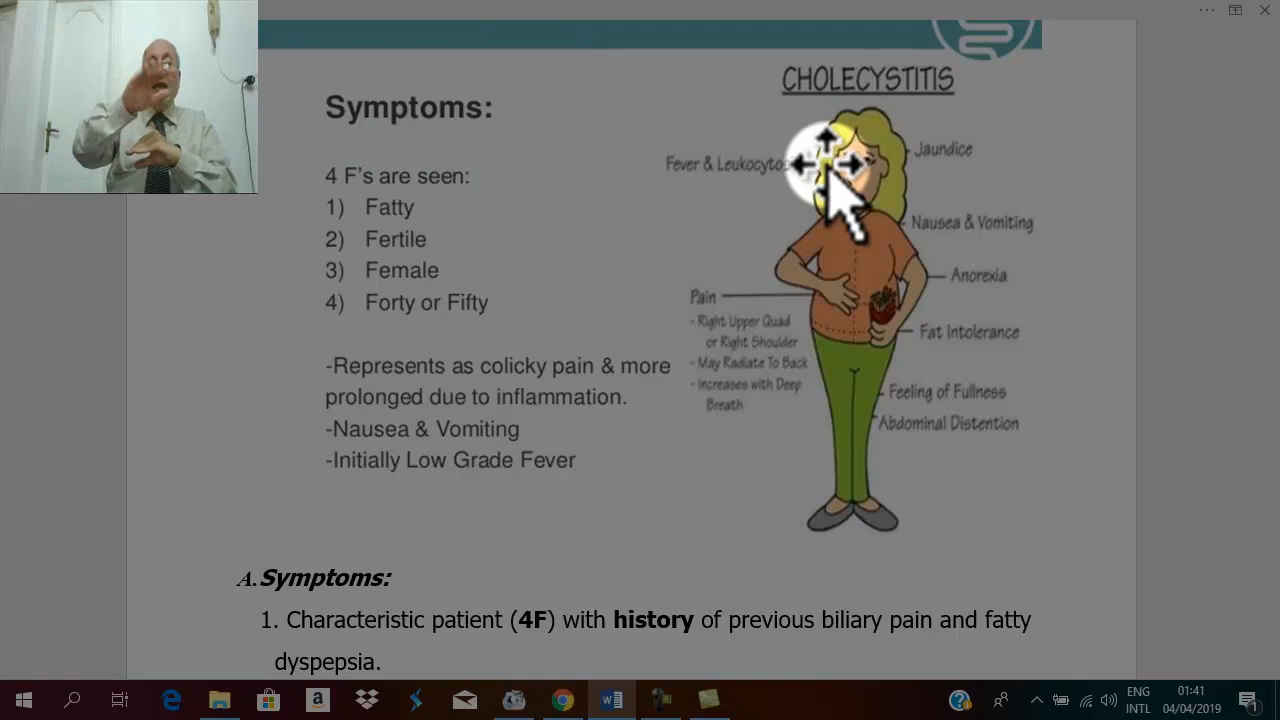 Symptoms:
4 F's are seen:
1) Fatty
2) Fertile
3) Female
4) Forty or Fifty
-Represents as colicky pain & more
prolonged due to inflammation.
-Nausea & Vomiting
-Initially Low Grade Fever
CHOLECYSTITIS
Fever &
Jaundice
Nausea & Vomiting
Anorexia
Pain
- Right Upper Quad
or Right Shoulder
- May Radiate To Back
- Increases with Deep
Breath
Fat Intolerance
Feeling of Fullness
Abdominal Distention
A.Symptoms:
1. Characteristic patient (4F) with history of previous biliary pain and fatty
dyspepsia.
ENG
INTL
01:41
04/04/2019
1